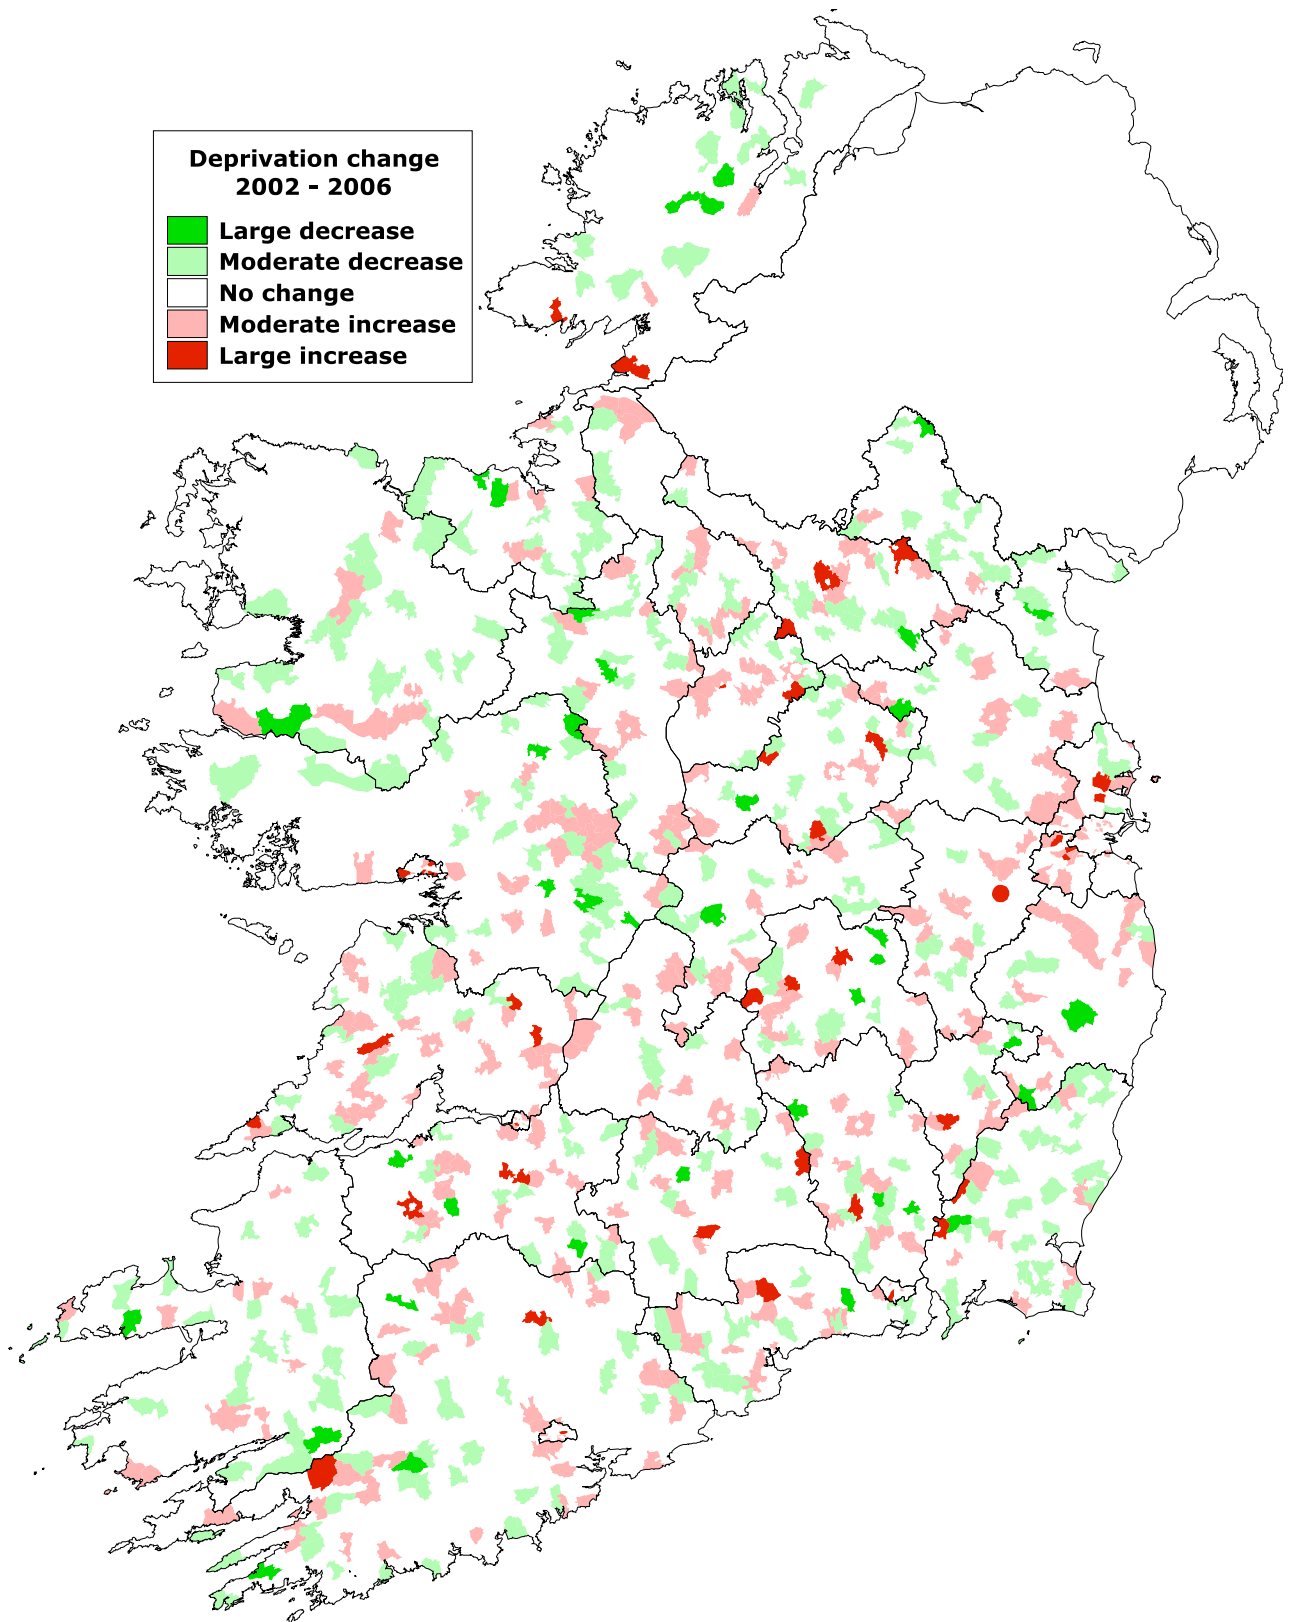 Deprivation change
2002 - 2006
Large decrease
Moderate decrease
No change
Moderate increase
Large increase